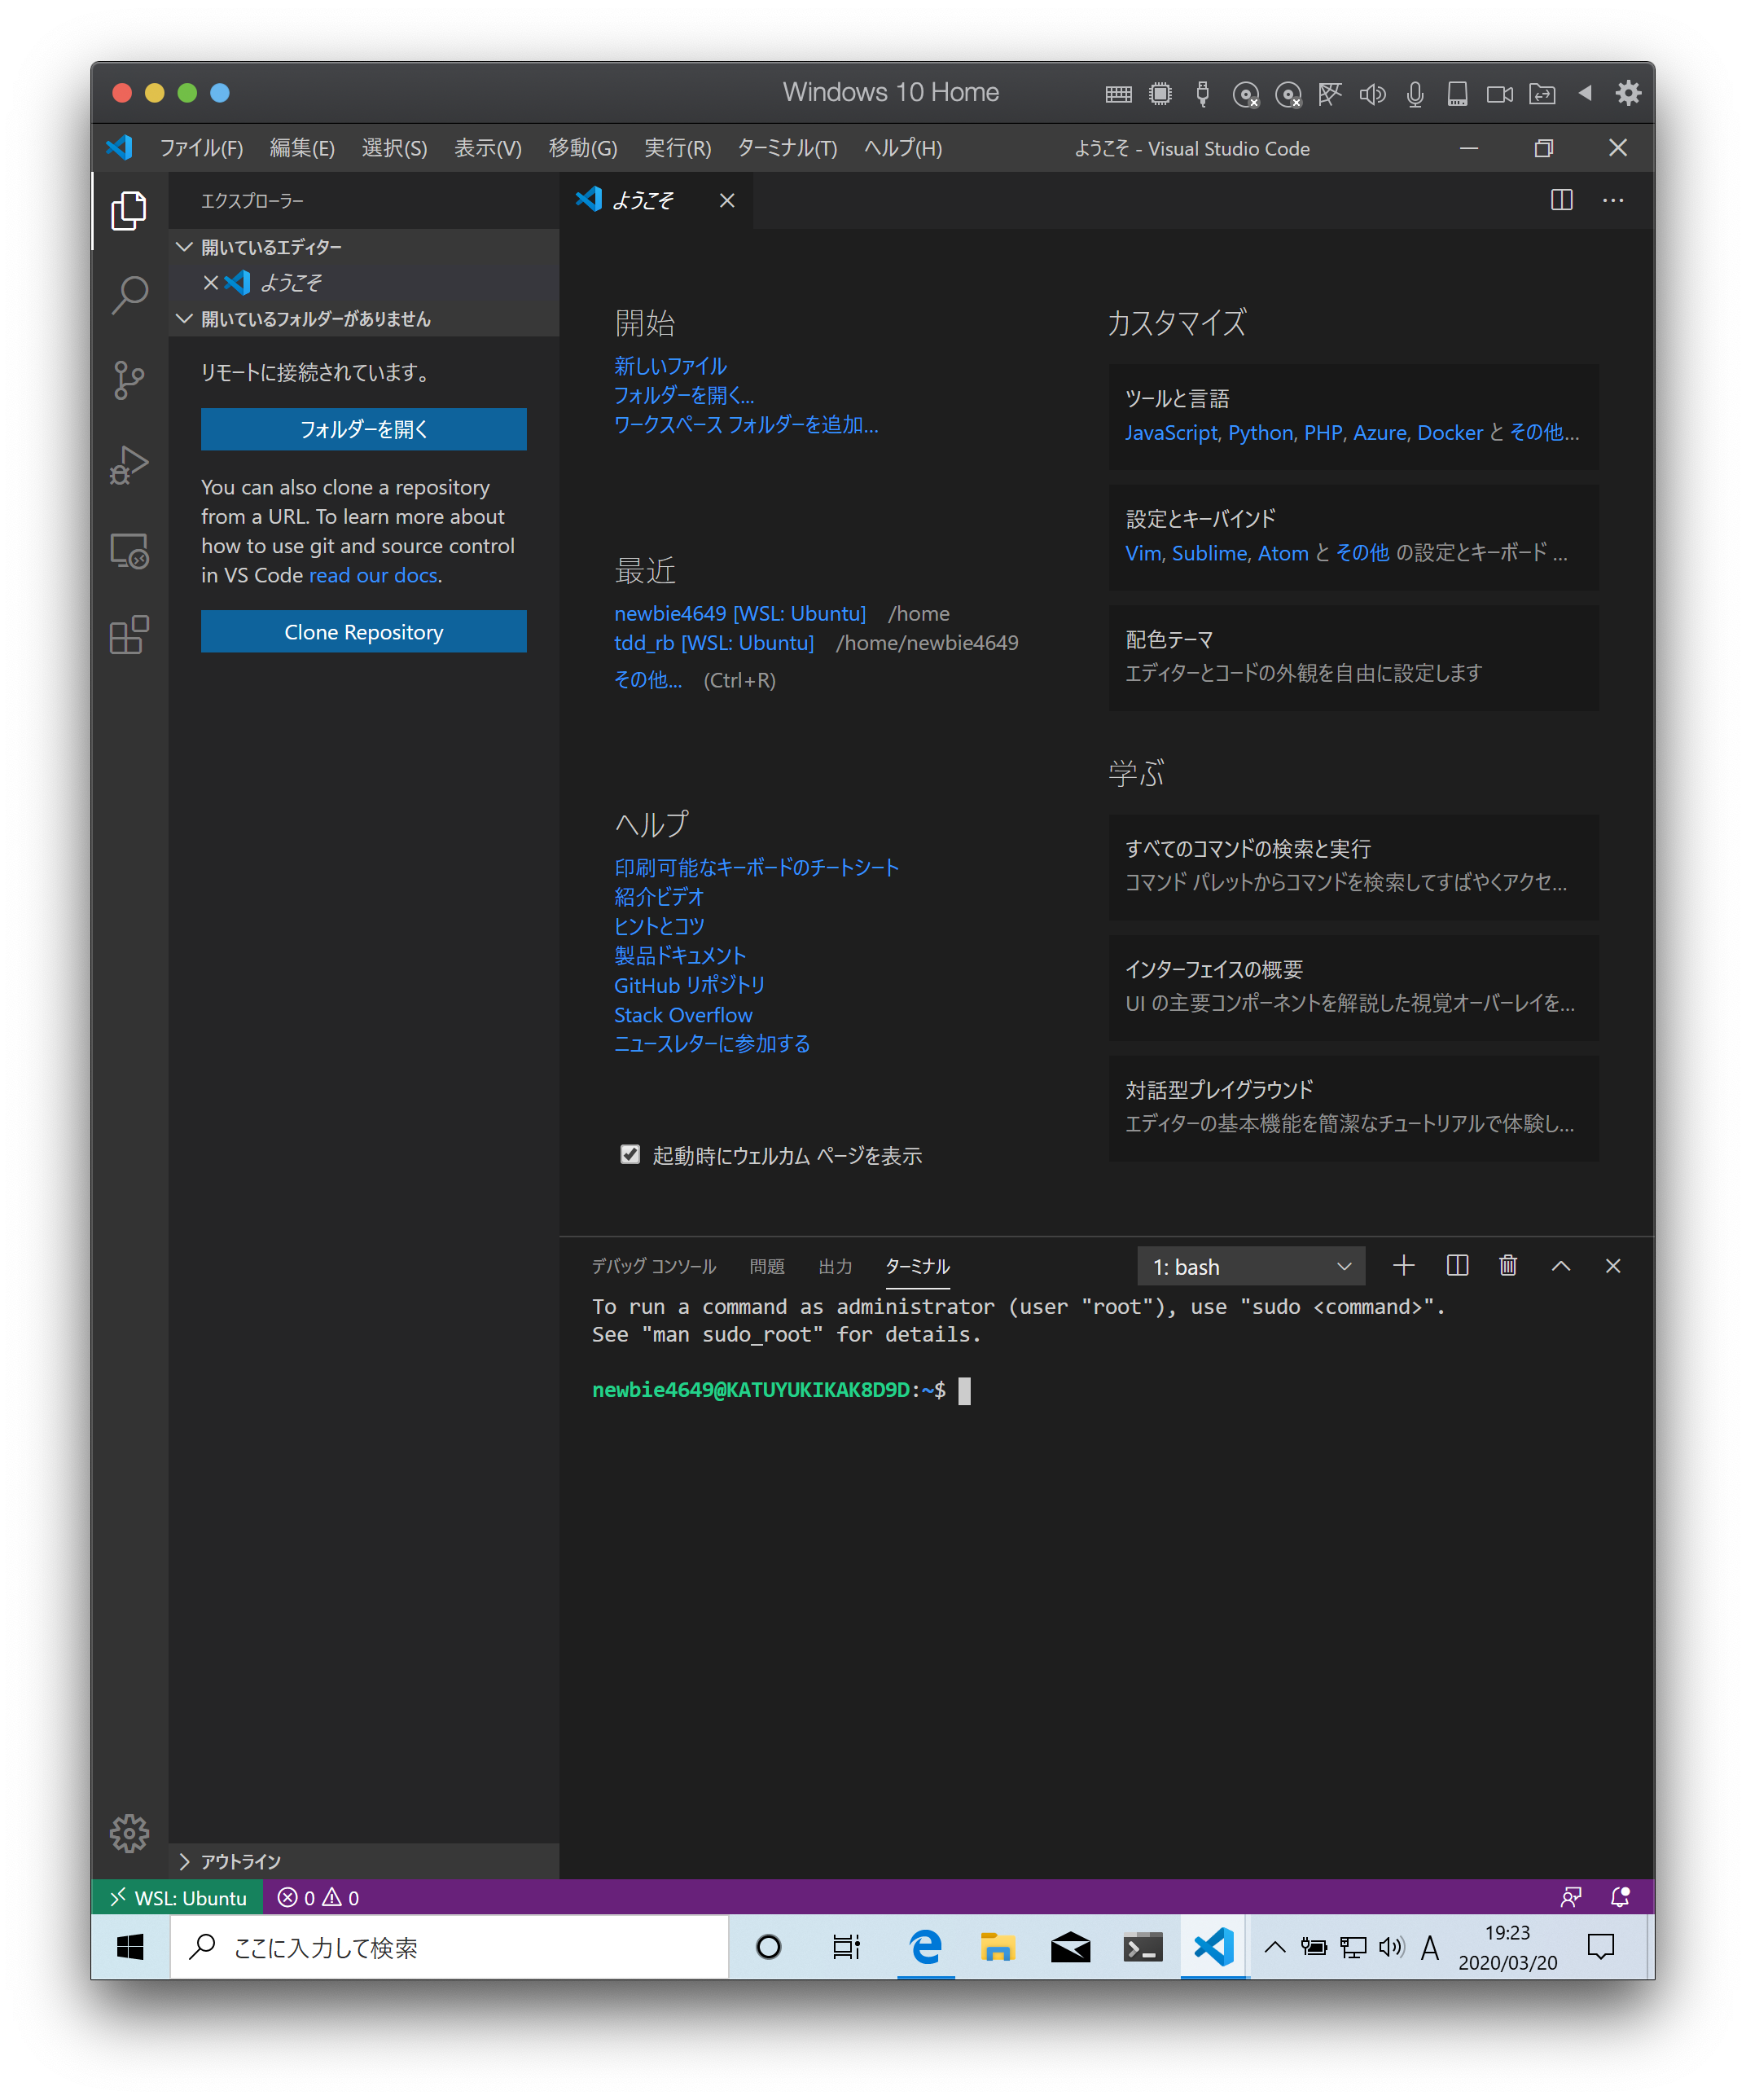 Windows 10 Home
ファイル(F) 編集(E) 選択(S) 表示(V) 移動(G) 実行(R) ターミナル(T) ヘルプ(H)
ようこそ - Visual Studio Code
エクスプローラー
開いているエディター
ようこそ
開いているフォルダーがありません
リモートに接続されています。
フォルダーを開く
You can also clone a repository
from a URL. To learn more about
how to use git and source control
in VS Code read our docs.
Clone Repository
アウトライン
ようこそ
開始
新しいファイル
フォルダーを開く...
ワークスペース フォルダーを追加...
最近
newbie4649 [WSL: Ubuntu] /home
tdd_rb [WSL: Ubuntu] /home/newbie4649
その他... (Ctrl+R)
ヘルプ
印刷可能なキーボードのチートシート
紹介ビデオ
ヒントとコツ
製品ドキュメント
GitHub リポジトリ
Stack Overflow
ニュースレターに参加する
起動時にウェルカム ページを表示
カスタマイズ
ツールと言語
JavaScript, Python, PHP, Azure, Docker と その他...
設定とキーバインド
Vim, Sublime, Atom と その他 の設定とキーボード ...
配色テーマ
エディターとコードの外観を自由に設定します
学ぶ
すべてのコマンドの検索と実行
コマンド パレットからコマンドを検索してすばやくアクセ...
インターフェイスの概要
UI の主要コンポーネントを解説した視覚オーバーレイを...
対話型プレイグラウンド
エディターの基本機能を簡潔なチュートリアルで体験し...
デバッグ コンソール 問題 出力 ターミナル
1: bash
To run a command as administrator (user "root"), use "sudo <command>".
See "man sudo_root" for details.
newbie4649@KATUYUKIKAK8D9D:~$
WSL: Ubuntu 0 0
ここに入力して検索
A
19:23
2020/03/20